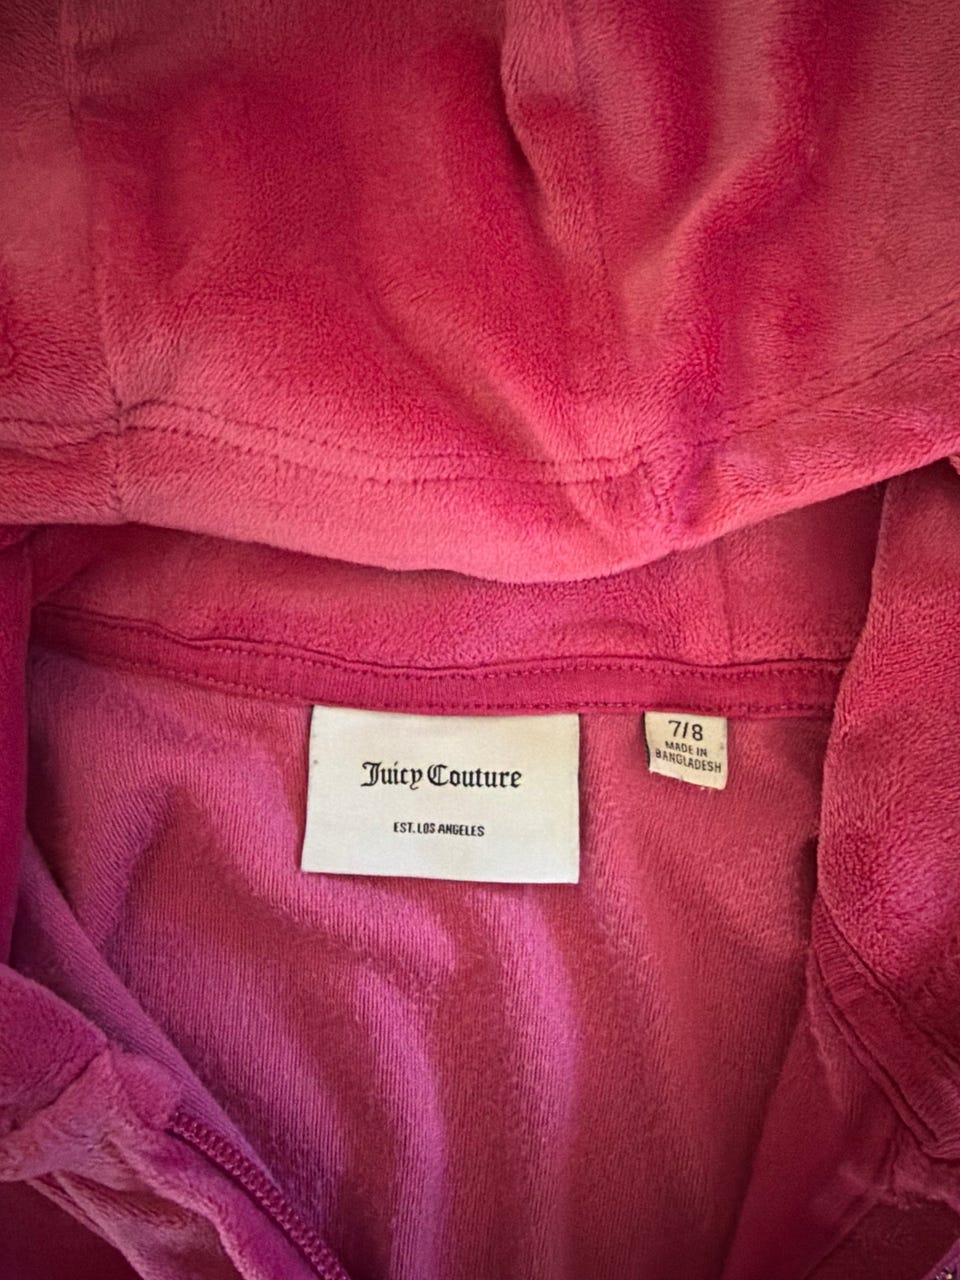 Juicy Couture
EST. LOS ANGELES
7/8
MADE IN
BANGLADESH